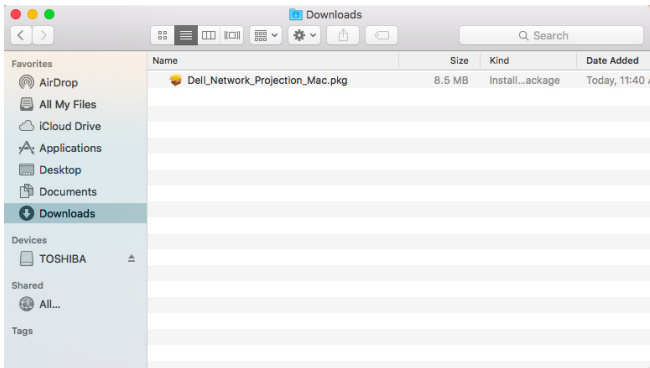 Downloads
Search
Favorites
AirDrop
All My Files
iCloud Drive
Applications
Desktop
Documents
Downloads
Devices
TOSHIBA
Shared
All...
Tags
Name Size Kind Date Added
Dell_Network_Projection_Mac.pkg 8.5 MB Install...ackage Today, 11:40